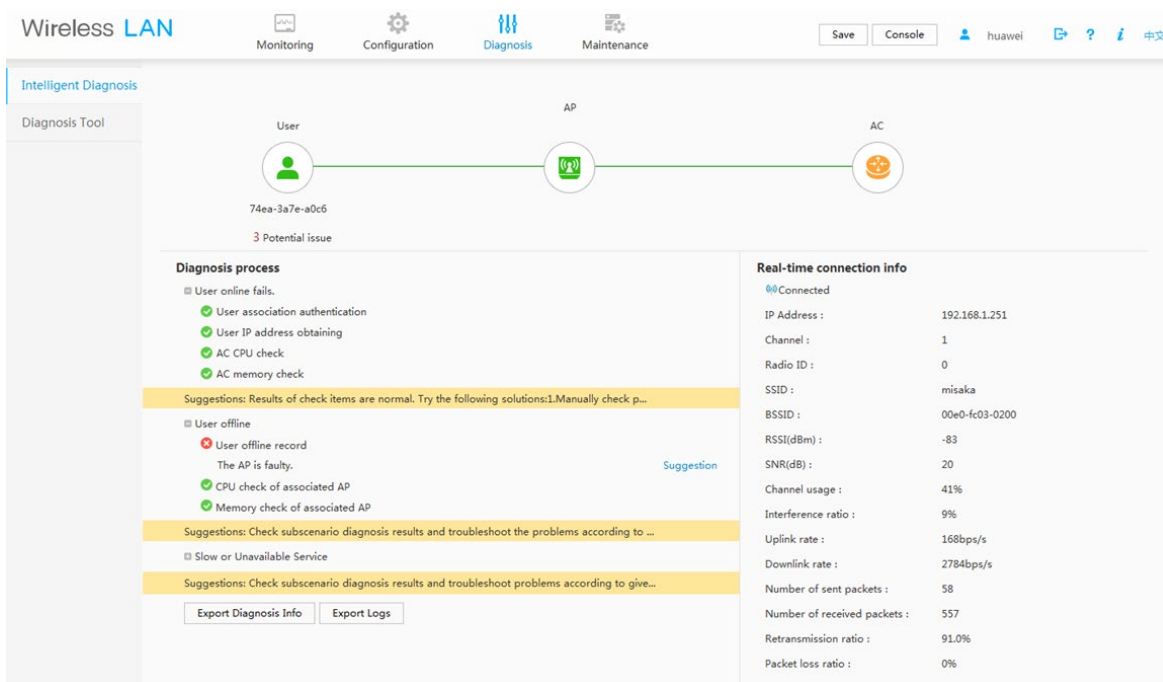 Wireless LAN
Monitoring
Configuration
Diagnosis
Maintenance
Save
Console
huawei
?
i
中文
Intelligent Diagnosis
Diagnosis Tool
User
AP
AC
74ea-3a7e-a0c6
3 Potential issue
Diagnosis process
User online fails.
User association authentication
User IP address obtaining
AC CPU check
AC memory check
Suggestions: Results of check items are normal. Try the following solutions:1.Manually check p...
User offline
User offline record
The AP is faulty.
Suggestion
CPU check of associated AP
Memory check of associated AP
Suggestions: Check subscenario diagnosis results and troubleshoot the problems according to ...
Slow or Unavailable Service
Suggestions: Check subscenario diagnosis results and troubleshoot problems according to give...
Export Diagnosis Info
Export Logs
Real-time connection info
Connected
IP Address : 192.168.1.251
Channel : 1
Radio ID : 0
SSID : misaka
BSSID : 00e0-fc03-0200
RSSI(dBm) : -83
SNR(dB) : 20
Channel usage : 41%
Interference ratio : 9%
Uplink rate : 168bps/s
Downlink rate : 2784bps/s
Number of sent packets : 58
Number of received packets : 557
Retransmission ratio : 91.0%
Packet loss ratio : 0%